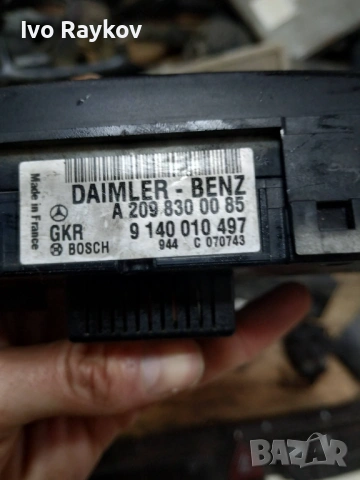 Ivo Raykov
DAIMLER - BENZ
A 209 830 00 85
GKR 9 140 010 497
BOSCH 944 C 070743
Made in France
BAZAR